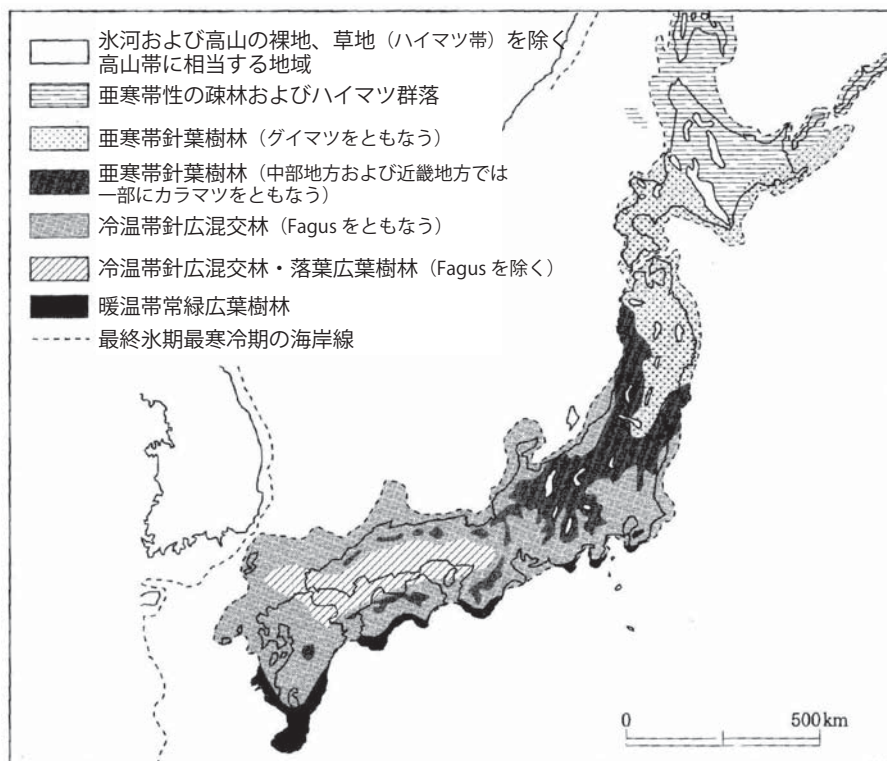 氷河および高山の裸地、草地（ハイマツ帯）を除く
高山帯に相当する地域
亜寒帯性の疎林およびハイマツ群落
亜寒帯針葉樹林（グイマツをともなう）
亜寒帯針葉樹林（中部地方および近畿地方では
一部にカラマツをともなう）
冷温帯針広混交林（Fagus をともなう）
冷温帯針広混交林・落葉広葉樹林（Fagus を除く）
暖温帯常緑広葉樹林
最終氷期最寒冷期の海岸線
0 500km